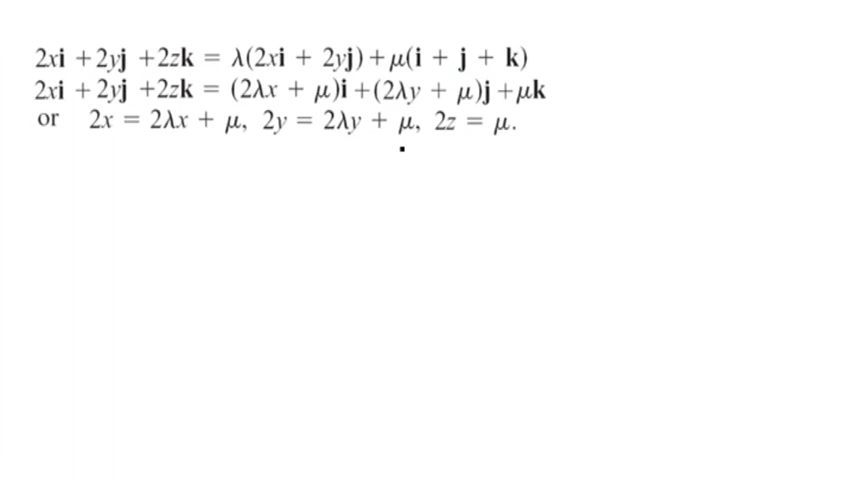 2xi + 2yj + 2zk = λ(2xi + 2yj) + μ(i + j + k)
2xi + 2yj + 2zk = (2λx + μ)i + (2λy + μ)j + μk
or 2x = 2λx + μ, 2y = 2λy + μ, 2z = μ.